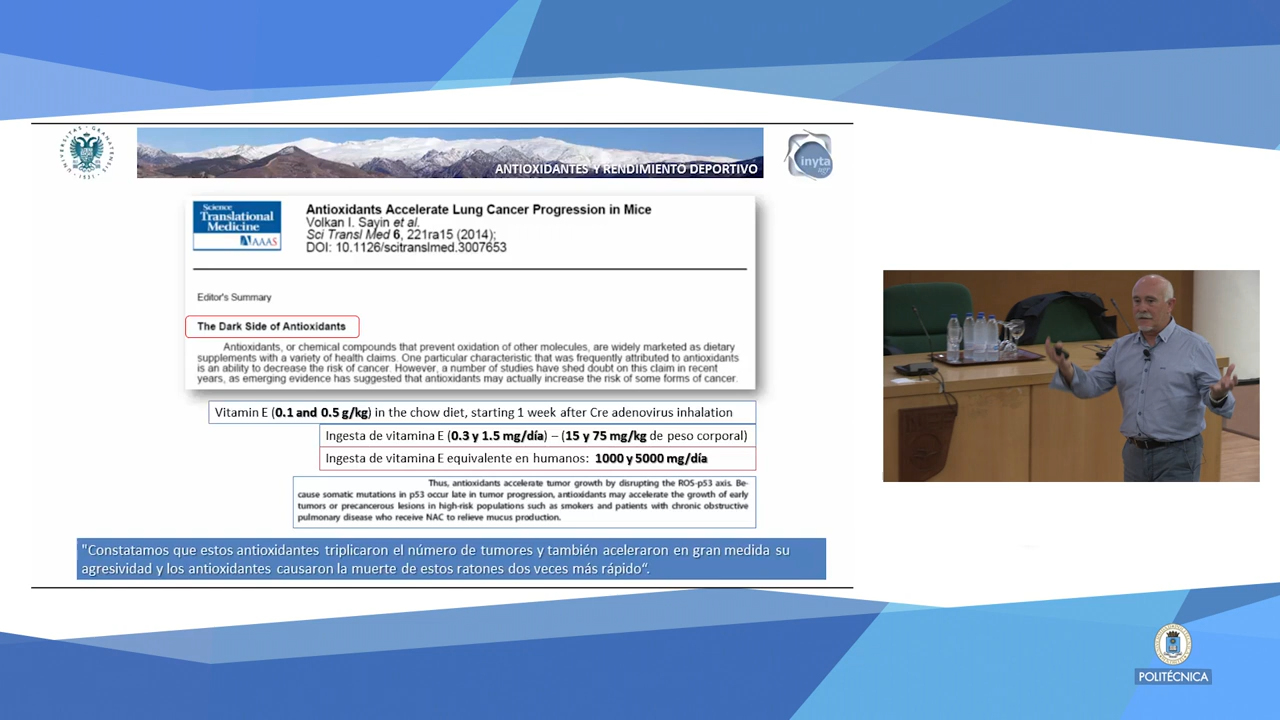 UNIVERSITAS · GRANATENSIS · 1531 ·
ANTIOXIDANTES Y RENDIMIENTO DEPORTIVO
inyta
Science
Translational
Medicine
AAAS
Antioxidants Accelerate Lung Cancer Progression in Mice
Volkan I. Sayin et al.
Sci Transl Med 6, 221ra15 (2014);
DOI: 10.1126/scitranslmed.3007653
Editor's Summary
The Dark Side of Antioxidants
Antioxidants, or chemical compounds that prevent oxidation of other molecules, are widely marketed as dietary
supplements with a variety of health claims. One particular characteristic that was frequently attributed to antioxidants
is an ability to decrease the risk of cancer. However, a number of studies have shed doubt on this claim in recent
years, as emerging evidence has suggested that antioxidants may actually increase the risk of some forms of cancer.
Vitamin E (0.1 and 0.5 g/kg) in the chow diet, starting 1 week after Cre adenovirus inhalation
Ingesta de vitamina E (0.3 y 1.5 mg/día) – (15 y 75 mg/kg de peso corporal)
Ingesta de vitamina E equivalente en humanos: 1000 y 5000 mg/día
Thus, antioxidants accelerate tumor growth by disrupting the ROS-p53 axis. Be-
cause somatic mutations in p53 occur late in tumor progression, antioxidants may accelerate the growth of early
tumors or precancerous lesions in high-risk populations such as smokers and patients with chronic obstructive
pulmonary disease who receive NAC to relieve mucus production.
"Constatamos que estos antioxidantes triplicaron el número de tumores y también aceleraron en gran medida su
agresividad y los antioxidantes causaron la muerte de estos ratones dos veces más rápido“.
POLITÉCNICA